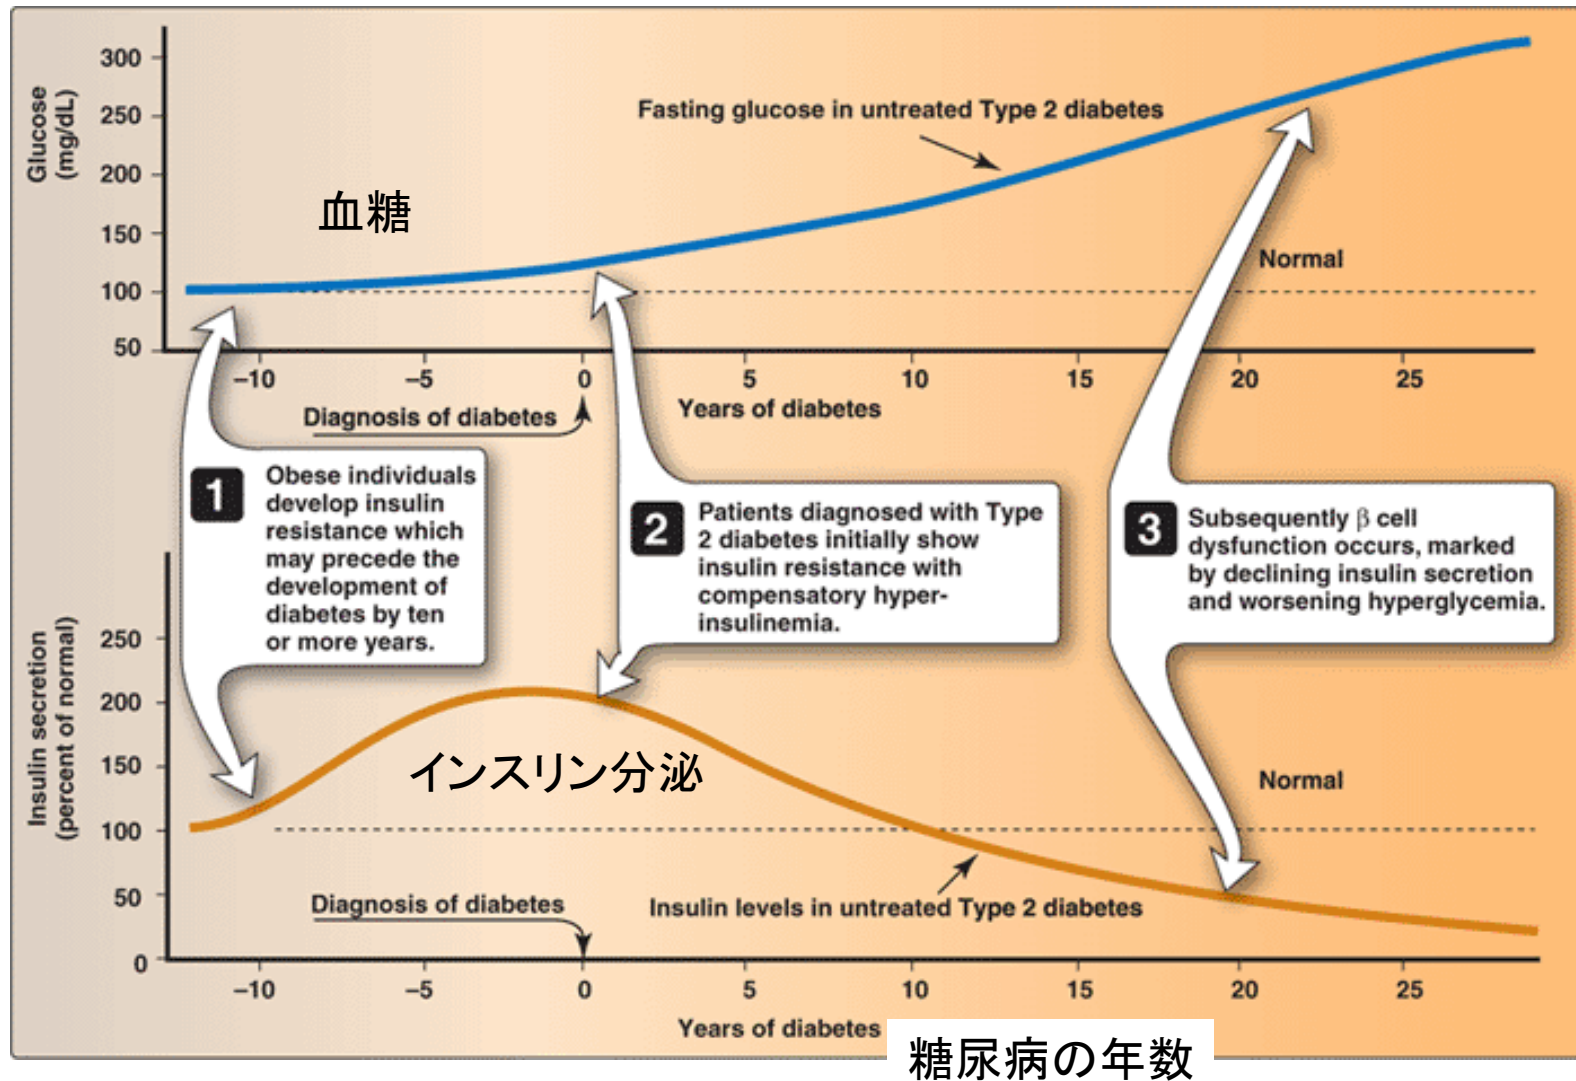 Glucose
(mg/dL)
300
250
200
150
100
50
Fasting glucose in untreated Type 2 diabetes
血糖
Normal
–10
–5
0
5
10
15
20
25
Diagnosis of diabetes
Years of diabetes
1
Obese individuals
develop insulin
resistance which
may precede the
development of
diabetes by ten
or more years.
2
Patients diagnosed with Type
2 diabetes initially show
insulin resistance with
compensatory hyper-
insulinemia.
3
Subsequently β cell
dysfunction occurs, marked
by declining insulin secretion
and worsening hyperglycemia.
Insulin secretion
(percent of normal)
250
200
150
100
50
0
インスリン分泌
Normal
Diagnosis of diabetes
Insulin levels in untreated Type 2 diabetes
–10
–5
0
5
10
15
20
25
Years of diabetes
糖尿病の年数